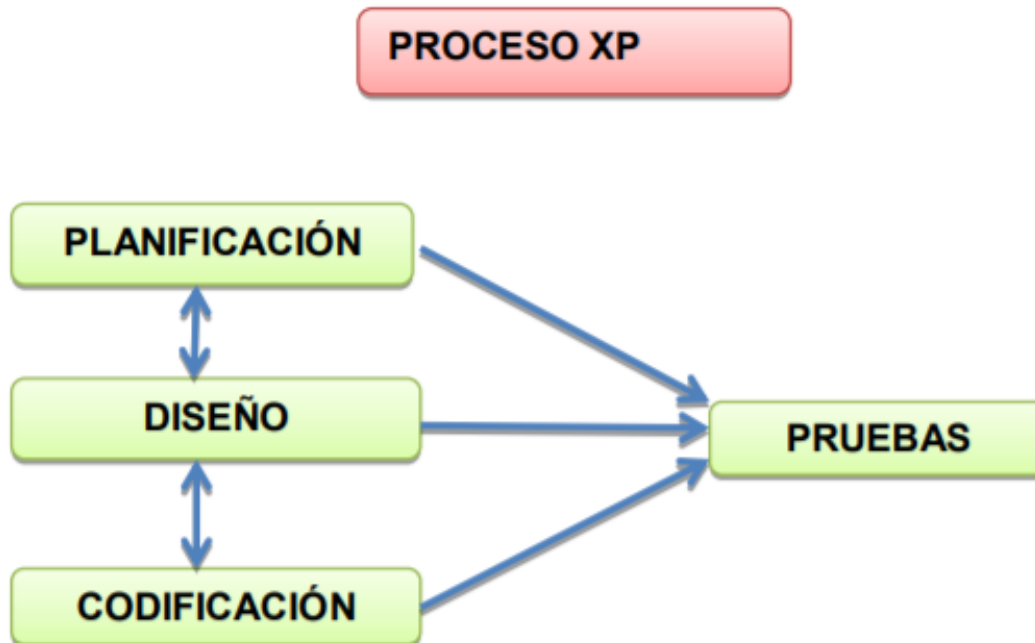 PROCESO XP
PLANIFICACIÓN
DISEÑO
PRUEBAS
CODIFICACIÓN